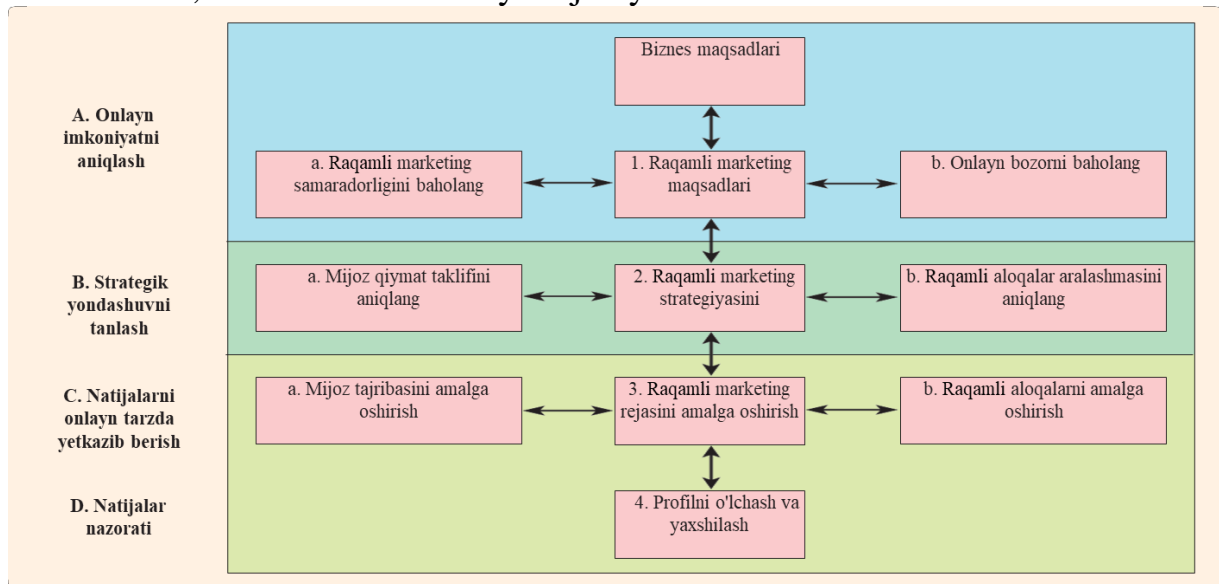 Biznes maqsadlari
A. Onlayn
imkoniyatni
aniqlash
a. Raqamli marketing
samaradorligini baholang
1. Raqamli marketing
maqsadlari
b. Onlayn bozorni baholang
B. Strategik
yondashuvni
tanlash
a. Mijoz qiymat taklifini
aniqlang
2. Raqamli marketing
strategiyasini
b. Raqamli aloqalar aralashmasini
aniqlang
C. Natijalarni
onlayn tarzda
yetkazib berish
a. Mijoz tajribasini amalga
oshirish
3. Raqamli marketing
rejasini amalga oshirish
b. Raqamli aloqalarni amalga
oshirish
D. Natijalar
nazorati
4. Profilni o'lchash va
yaxshilash